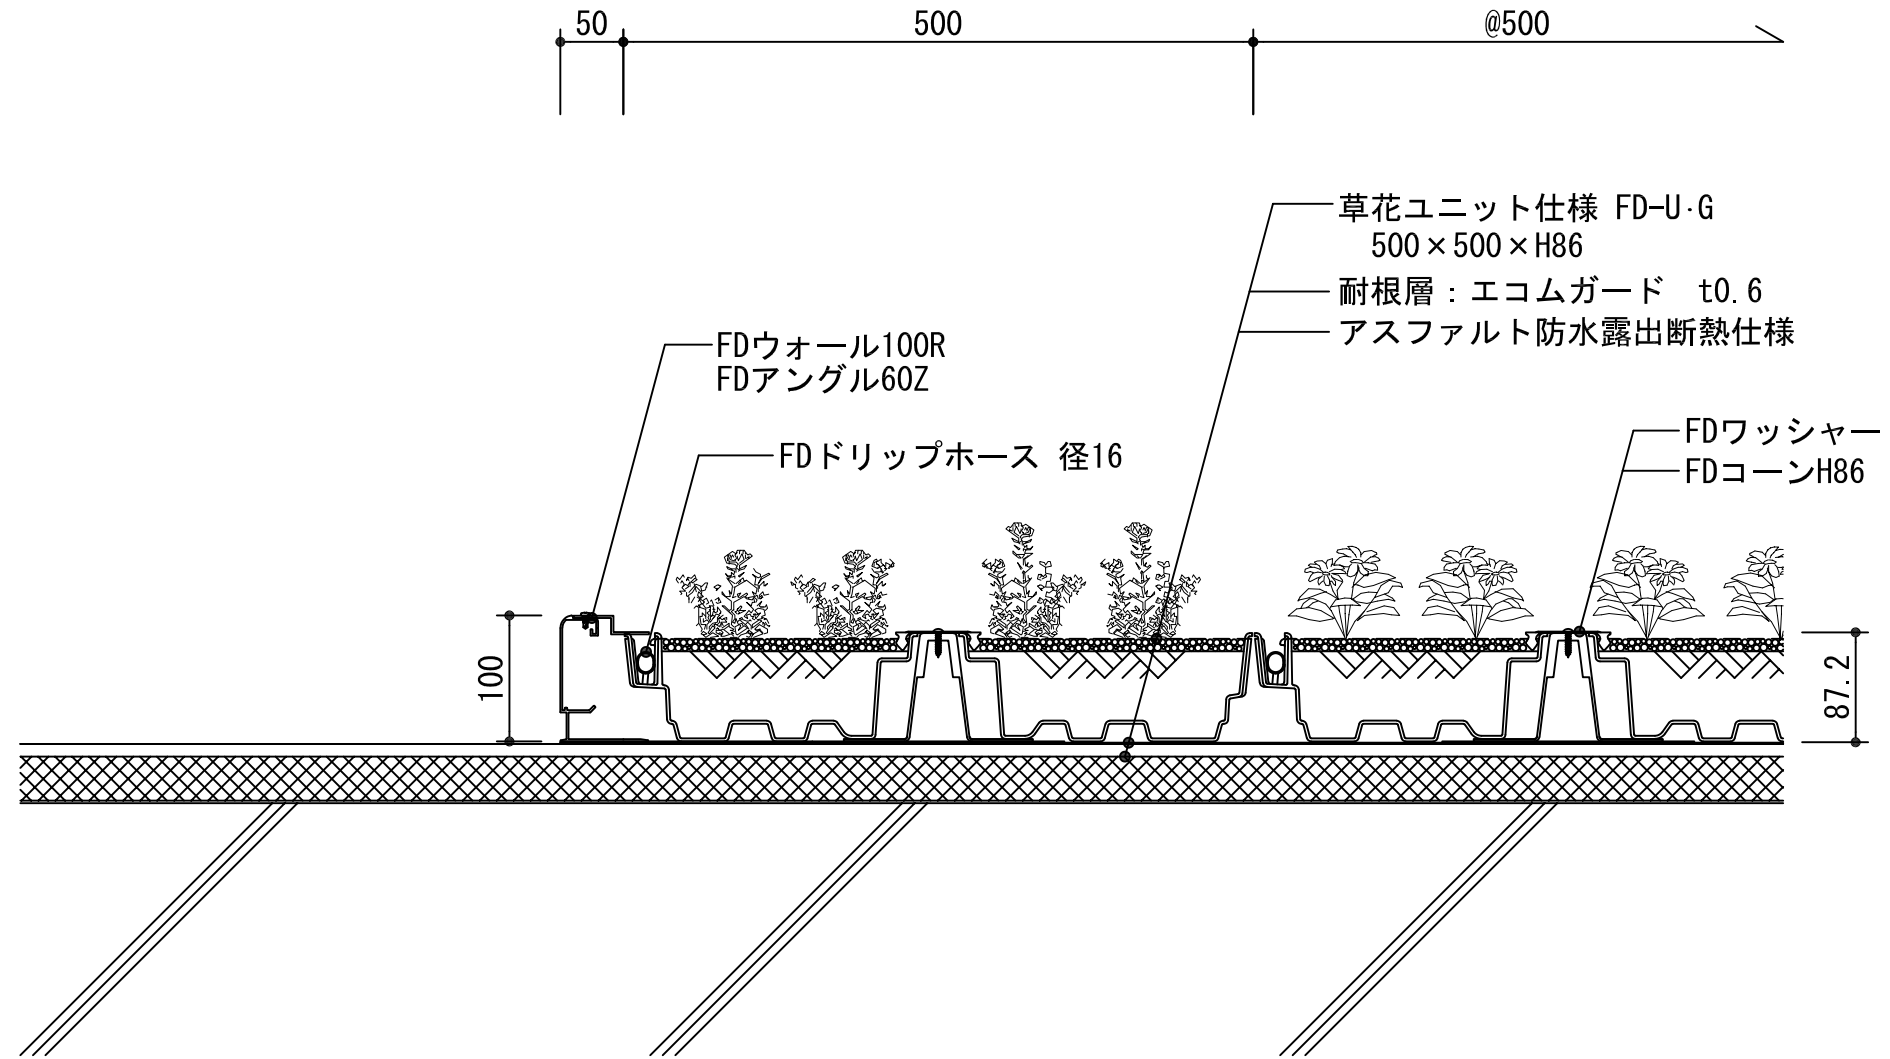 50
500
@500
草花ユニット仕様 FD-U·G
500×500×H86
耐根層：エコムガード t0.6
アスファルト防水露出断熱仕様
FDウォール100R
FDアングル60Z
FDドリップホース 径16
FDワッシャー
FDコーンH86
100
87.2